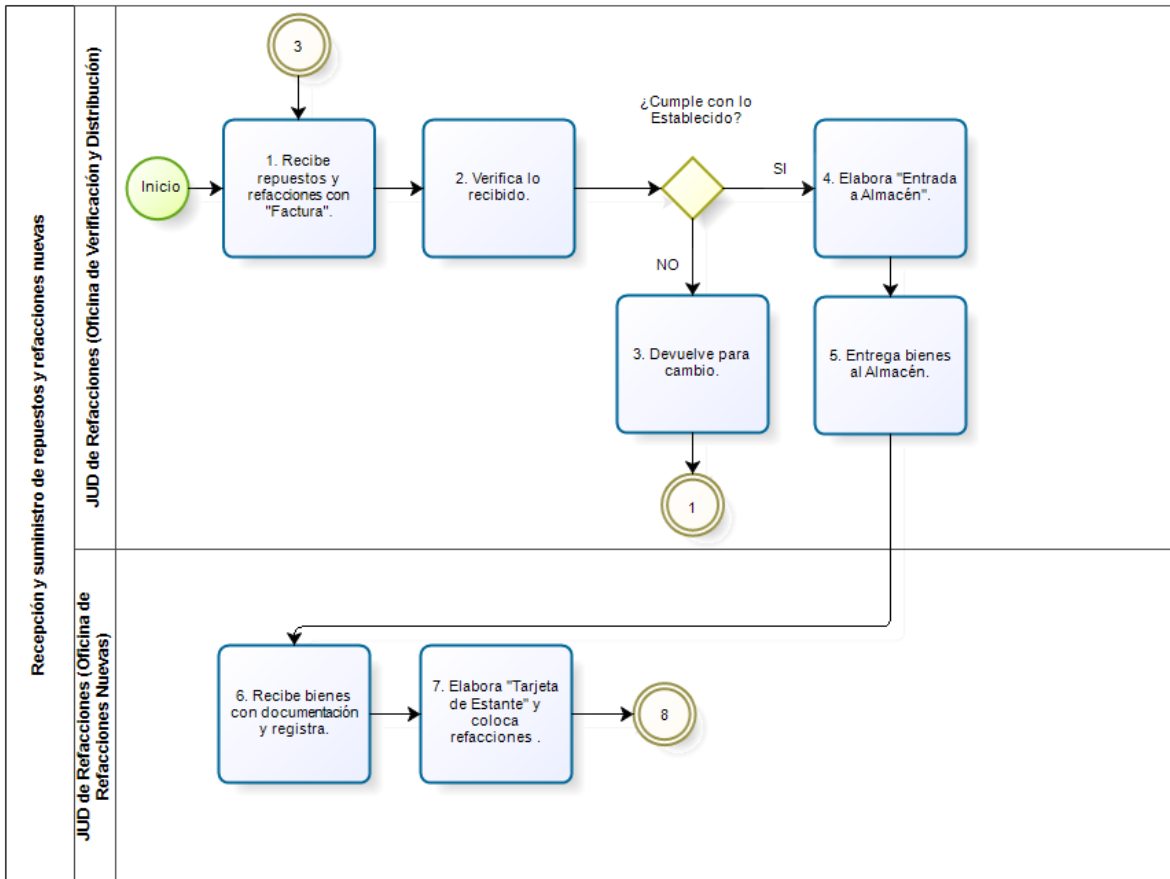 Recepción y suministro de repuestos y refacciones nuevas
JUD de Refacciones (Oficina de Verificación y Distribución)
3
¿Cumple con lo
Establecido?
Inicio
1. Recibe
repuestos y
refacciones con
"Factura".
2. Verifica lo
recibido.
SI
4. Elabora "Entrada
a Almacén".
NO
3. Devuelve para
cambio.
5. Entrega bienes
al Almacén.
1
JUD de Refacciones (Oficina de
Refacciones Nuevas)
6. Recibe bienes
con documentación
y registra.
7. Elabora "Tarjeta
de Estante" y
coloca
refacciones .
8